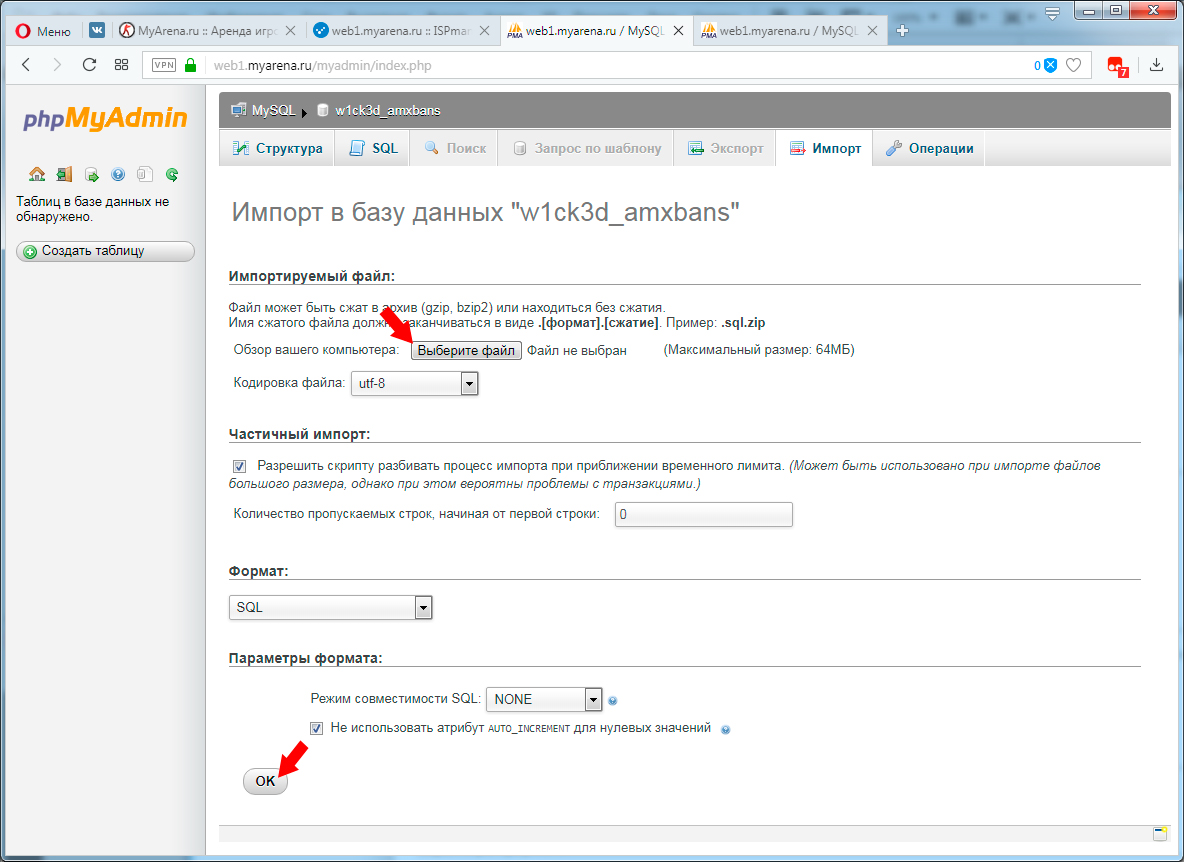 Меню
MyArena.ru :: Аренда игро
web1.myarena.ru :: ISPmar
web1.myarena.ru / MySQL
web1.myarena.ru / MySQL
VPN
web1.myarena.ru/myadmin/index.php
0
7
phpMyAdmin
Таблиц в базе данных не
обнаружено.
Создать таблицу
MySQL
w1ck3d_amxbans
Структура
SQL
Поиск
Запрос по шаблону
Экспорт
Импорт
Операции
Импорт в базу данных "w1ck3d_amxbans"
Импортируемый файл:
Файл может быть сжат в архив (gzip, bzip2) или находиться без сжатия.
Имя сжатого файла должно заканчиваться в виде .[формат].[сжатие]. Пример: .sql.zip
Обзор вашего компьютера: Выберите файл Файл не выбран (Максимальный размер: 64МБ)
Кодировка файла: utf-8
Частичный импорт:
Разрешить скрипту разбивать процесс импорта при приближении временного лимита. (Может быть использовано при импорте файлов
большого размера, однако при этом вероятны проблемы с транзакциями.)
Количество пропускаемых строк, начиная от первой строки: 0
Формат:
SQL
Параметры формата:
Режим совместимости SQL: NONE
Не использовать атрибут AUTO_INCREMENT для нулевых значений
OK